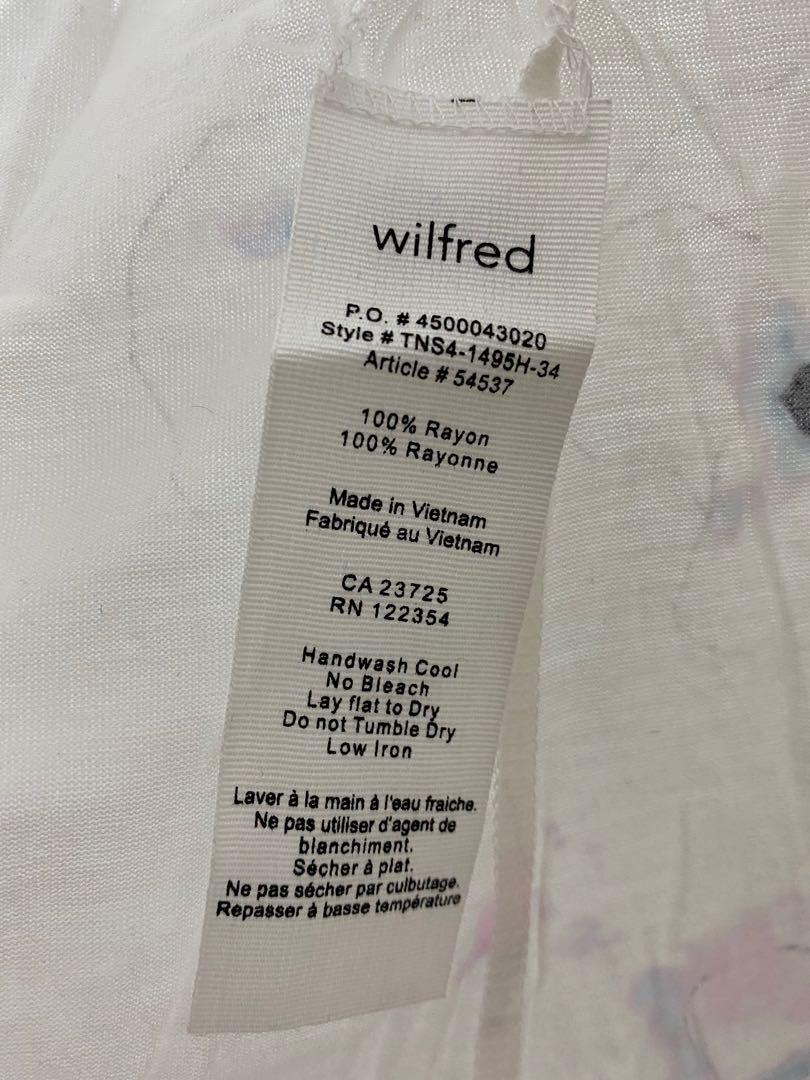 wilfred
P.O. # 4500043020
Style # TNS4-1495H-34
Article # 54537
100% Rayon
100% Rayonne
Made in Vietnam
Fabriqué au Vietnam
CA 23725
RN 122354
Handwash Cool
No Bleach
Lay flat to Dry
Do not Tumble Dry
Low Iron
Laver à la main à l'eau fraiche.
Ne pas utiliser d'agent de
blanchiment.
Sécher à plat.
Ne pas sécher par culbutage.
Repasser à basse température